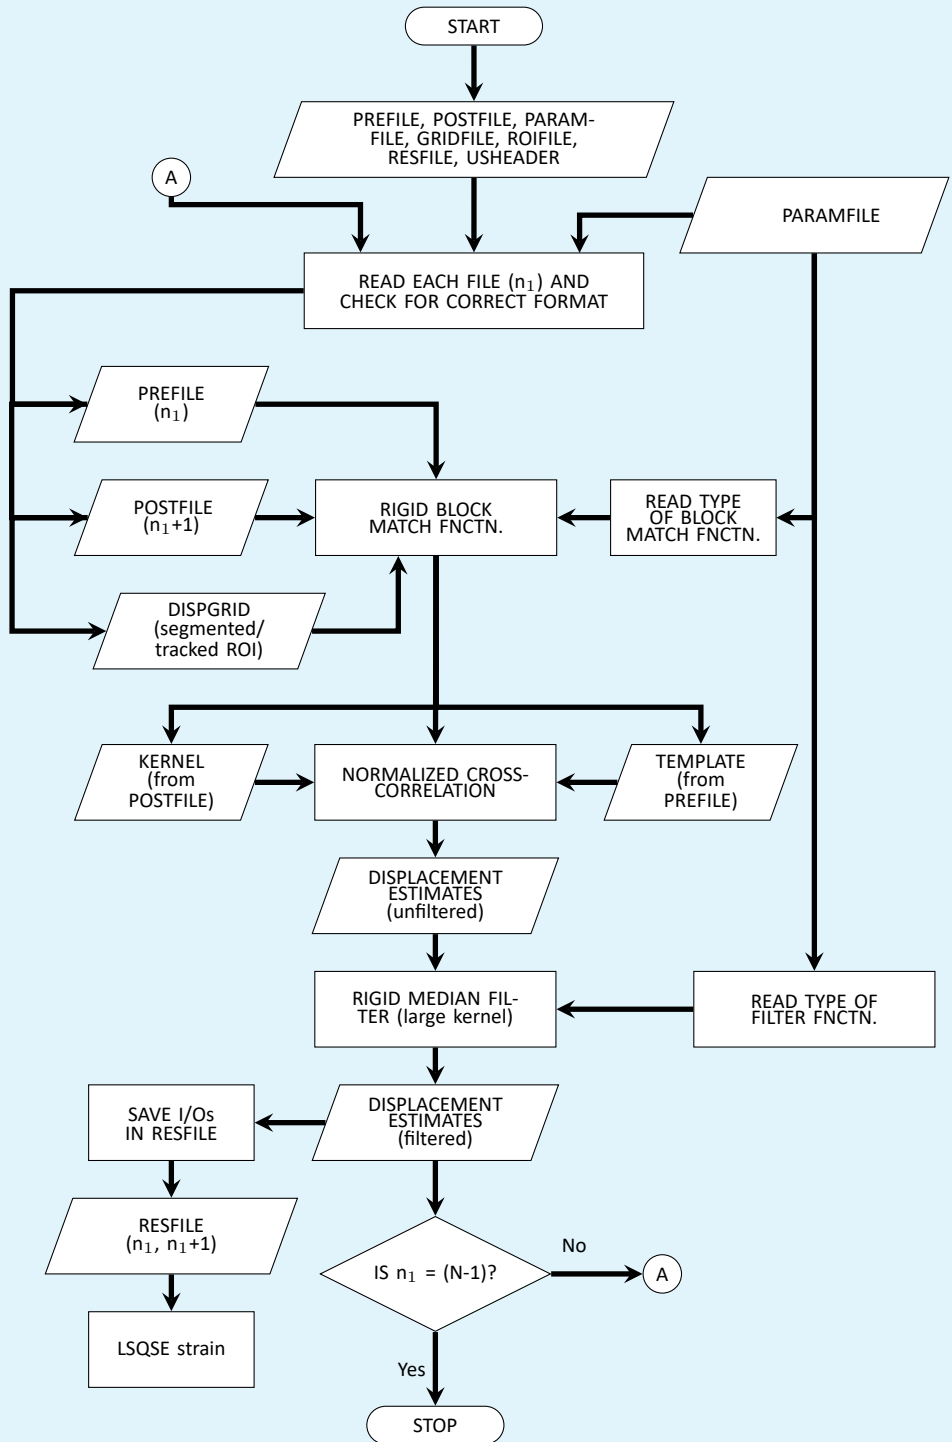 START
PREFILE, POSTFILE, PARAM-
FILE, GRIDFILE, ROIFILE,
RESFILE, USHEADER
A
PARAMFILE
READ EACH FILE (n₁) AND
CHECK FOR CORRECT FORMAT
PREFILE
(n₁)
POSTFILE
(n₁+1)
RIGID BLOCK
MATCH FNCTN.
READ TYPE
OF BLOCK
MATCH FNCTN.
DISPGRID
(segmented/
tracked ROI)
KERNEL
(from
POSTFILE)
NORMALIZED CROSS-
CORRELATION
TEMPLATE
(from
PREFILE)
DISPLACEMENT
ESTIMATES
(unfiltered)
RIGID MEDIAN FIL-
TER (large kernel)
READ TYPE OF
FILTER FNCTN.
SAVE I/Os
IN RESFILE
DISPLACEMENT
ESTIMATES
(filtered)
RESFILE
(n₁, n₁+1)
IS n₁ = (N-1)?
No
A
LSQSE strain
Yes
STOP